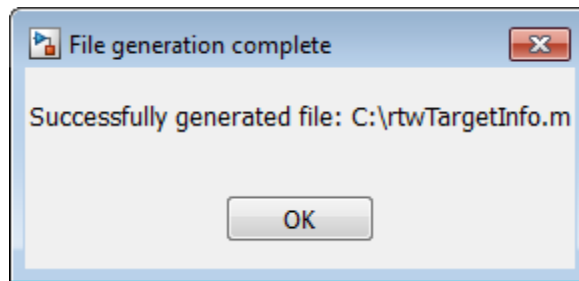 File generation complete
Successfully generated file: C:\rtwTargetInfo.m
OK